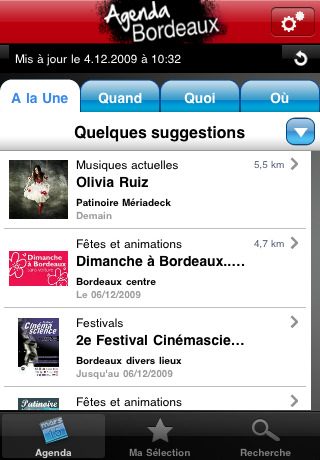 Agenda
Bordeaux
Mis à jour le 4.12.2009 à 10:32
A la Une Quand Quoi Où
Quelques suggestions
Musiques actuelles 5,5 km
Olivia Ruiz
Patinoire Mériadeck
Demain
Fêtes et animations 4,7 km
Dimanche à Bordeaux..…
Bordeaux centre
Le 06/12/2009
Dimanche
à Bordeaux
sans voiture
Festivals
2e Festival Cinémascie…
Bordeaux divers lieux
Jusqu'au 06/12/2009
Cinéma
science
Fêtes et animations
Patinoire
Agenda Ma Sélection Recherche